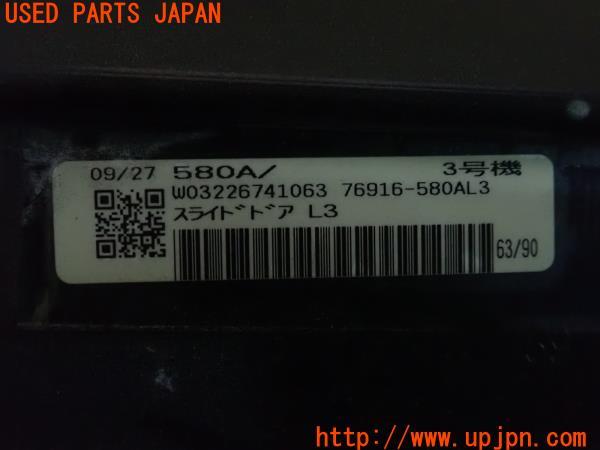 USED PARTS JAPAN
09/27 580A/ 3号機
W03226741063 76916-580AL3
スライドドア L3
63/90
http://www.upjpn.com/